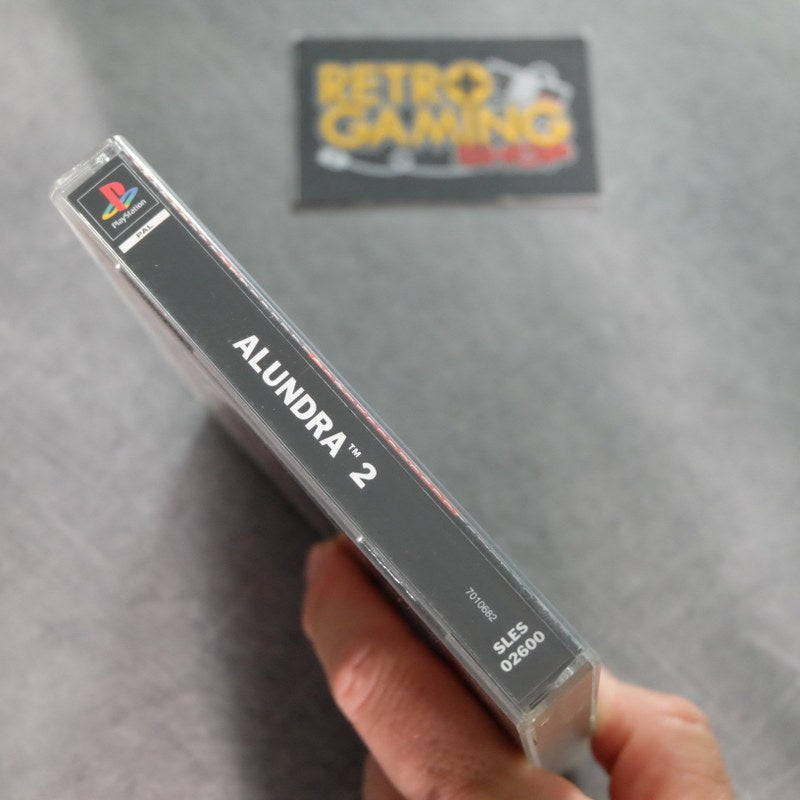 RETRO
GAMING
SHOP
PlayStation
PAL
ALUNDRA™ 2
7010682
SLES
02600